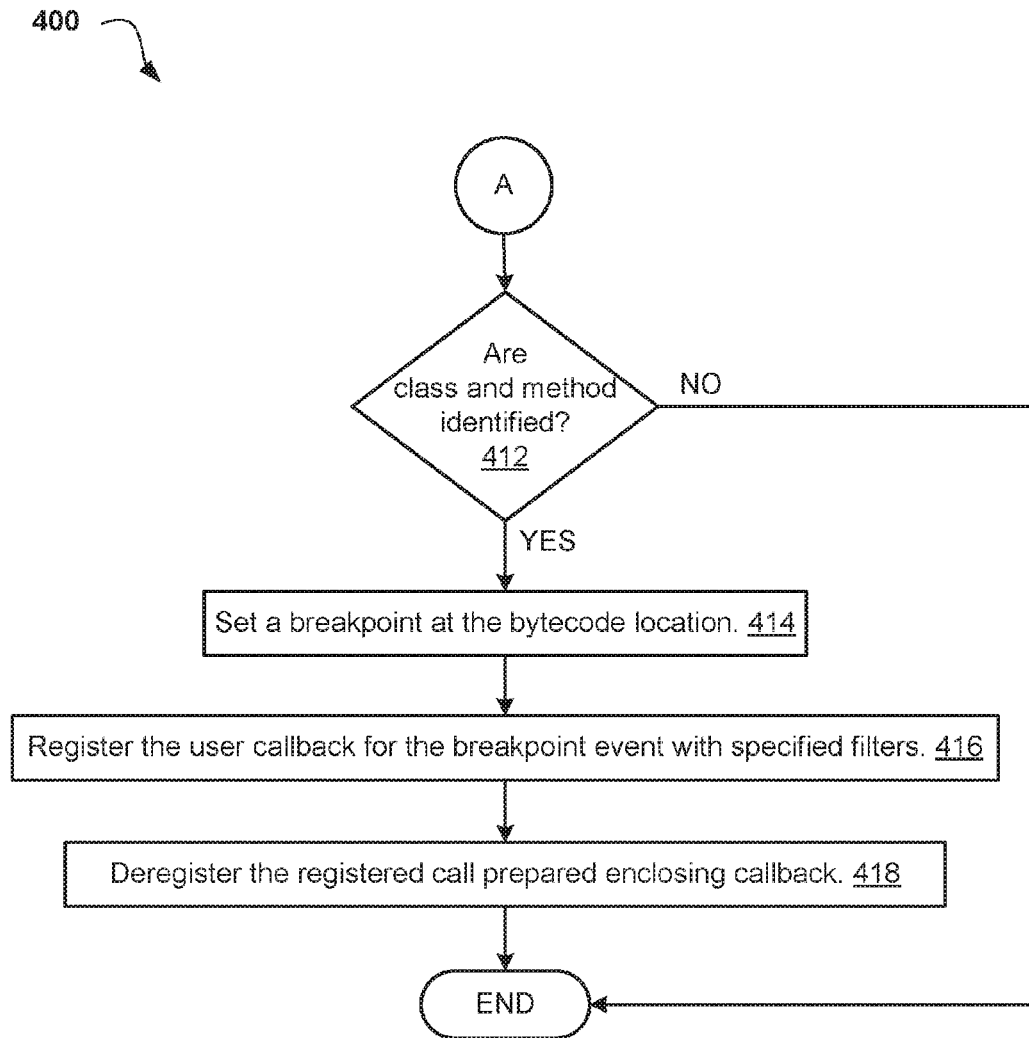 400
A
Are
class and method
identified?
412
NO
YES
Set a breakpoint at the bytecode location. 414
Register the user callback for the breakpoint event with specified filters. 416
Deregister the registered call prepared enclosing callback. 418
END